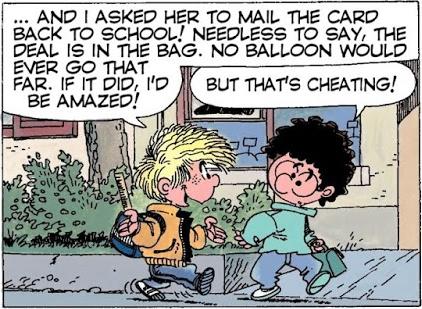 ... AND I ASKED HER TO MAIL THE CARD
BACK TO SCHOOL! NEEDLESS TO SAY, THE
DEAL IS IN THE BAG. NO BALLOON WOULD
EVER GO THAT
FAR. IF IT DID, I'D
BE AMAZED!
BUT THAT'S CHEATING!